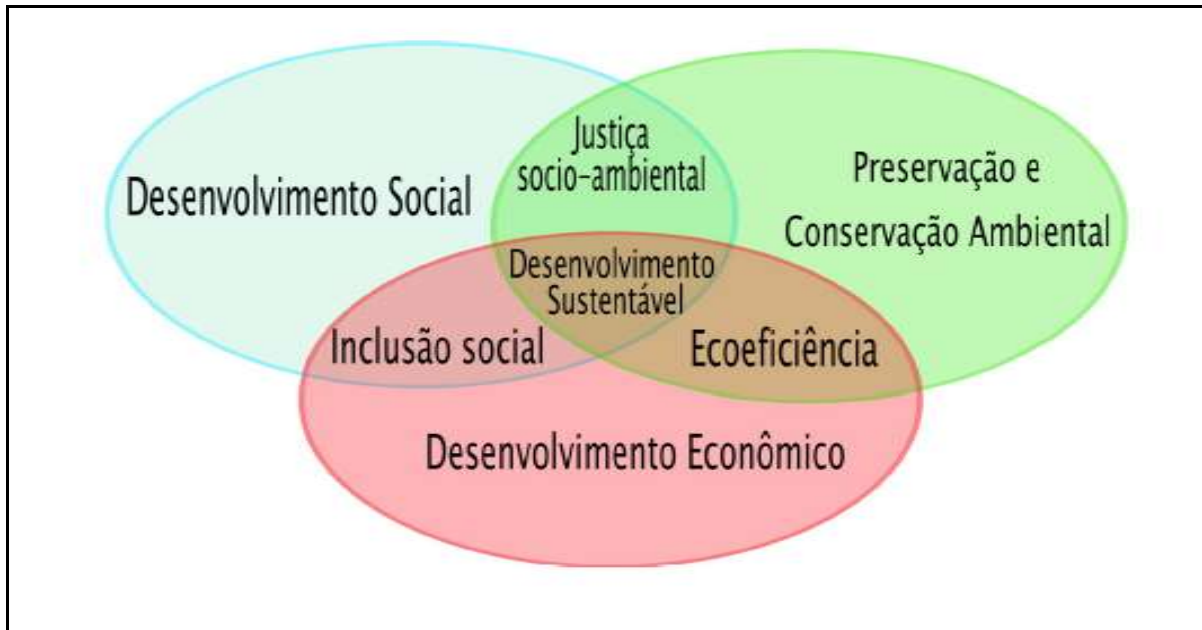 Justiça
socio-ambiental
Desenvolvimento Social
Preservação e
Conservação Ambiental
Desenvolvimento
Sustentável
Inclusão social
Ecoeficiência
Desenvolvimento Econômico